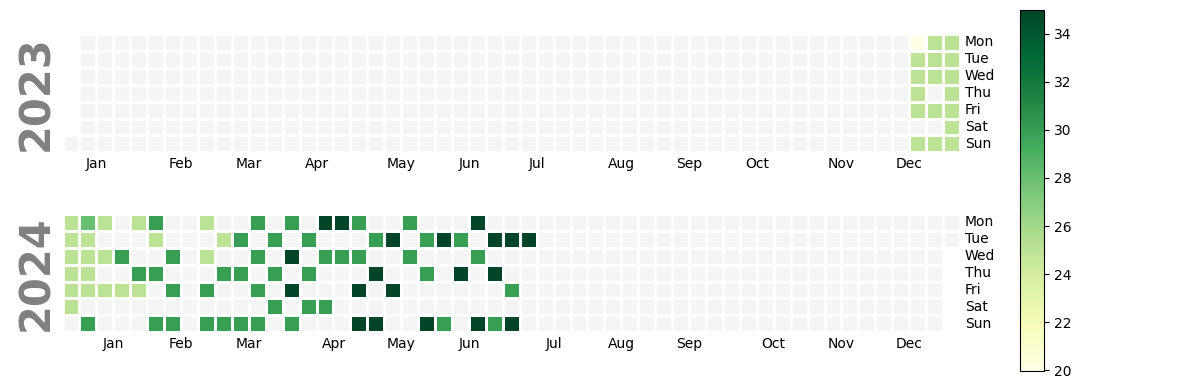 2023
Mon
Tue
Wed
Thu
Fri
Sat
Sun
Jan Feb Mar Apr May Jun Jul Aug Sep Oct Nov Dec
2024
Mon
Tue
Wed
Thu
Fri
Sat
Sun
Jan Feb Mar Apr May Jun Jul Aug Sep Oct Nov Dec
34
32
30
28
26
24
22
20